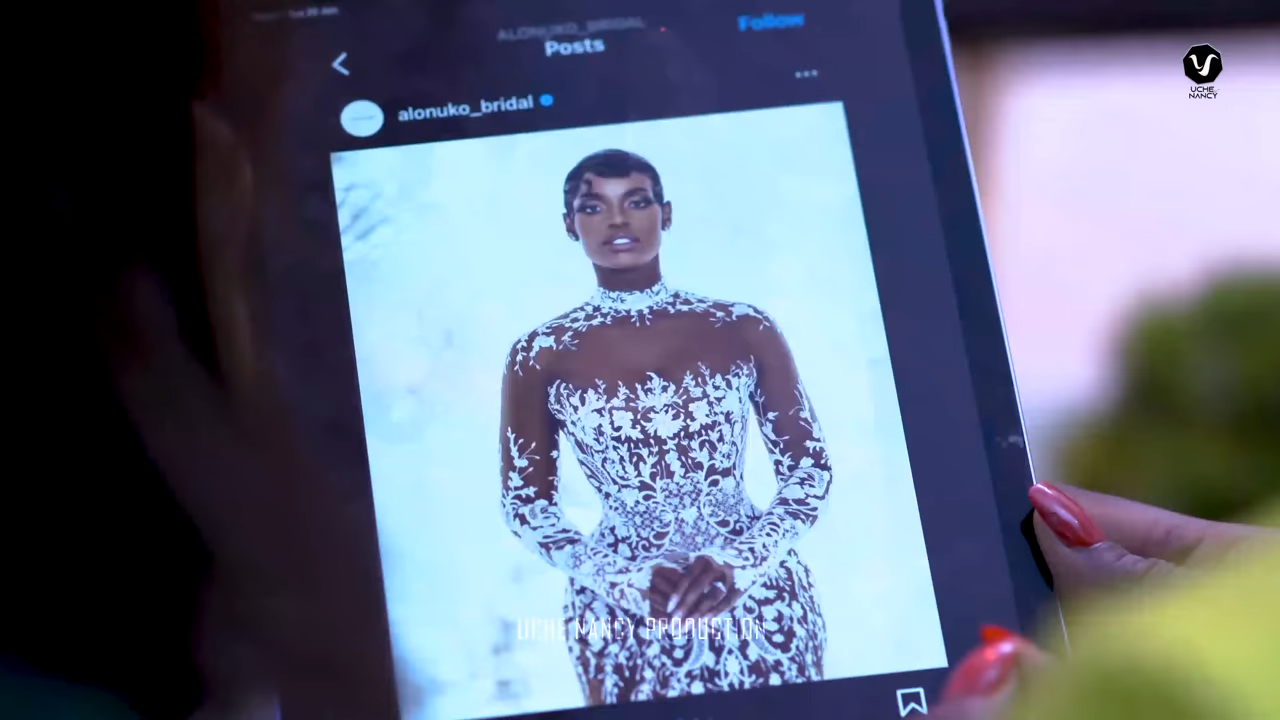 ALONUKO_BRIDAL
Follow
Posts
alonuko_bridal
UCHE
NANCY
UCHE NANCY PRODUCTION